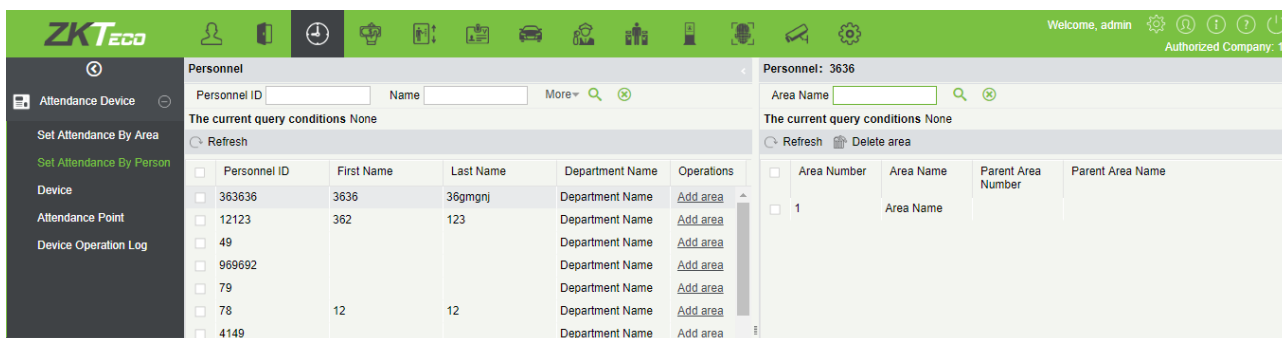 ZKTECO
Welcome, admin
Authorized Company: 1
Attendance Device
Set Attendance By Area
Set Attendance By Person
Device
Attendance Point
Device Operation Log
Personnel
Personnel ID Name More
The current query conditions None
Refresh
Personnel ID First Name Last Name Department Name Operations
363636 3636 36gmgnj Department Name Add area
12123 362 123 Department Name Add area
49 Department Name Add area
969692 Department Name Add area
79 Department Name Add area
78 12 12 Department Name Add area
4149 Department Name Add area
Personnel: 3636
Area Name
The current query conditions None
Refresh Delete area
Area Number Area Name Parent Area Number Parent Area Name
1 Area Name